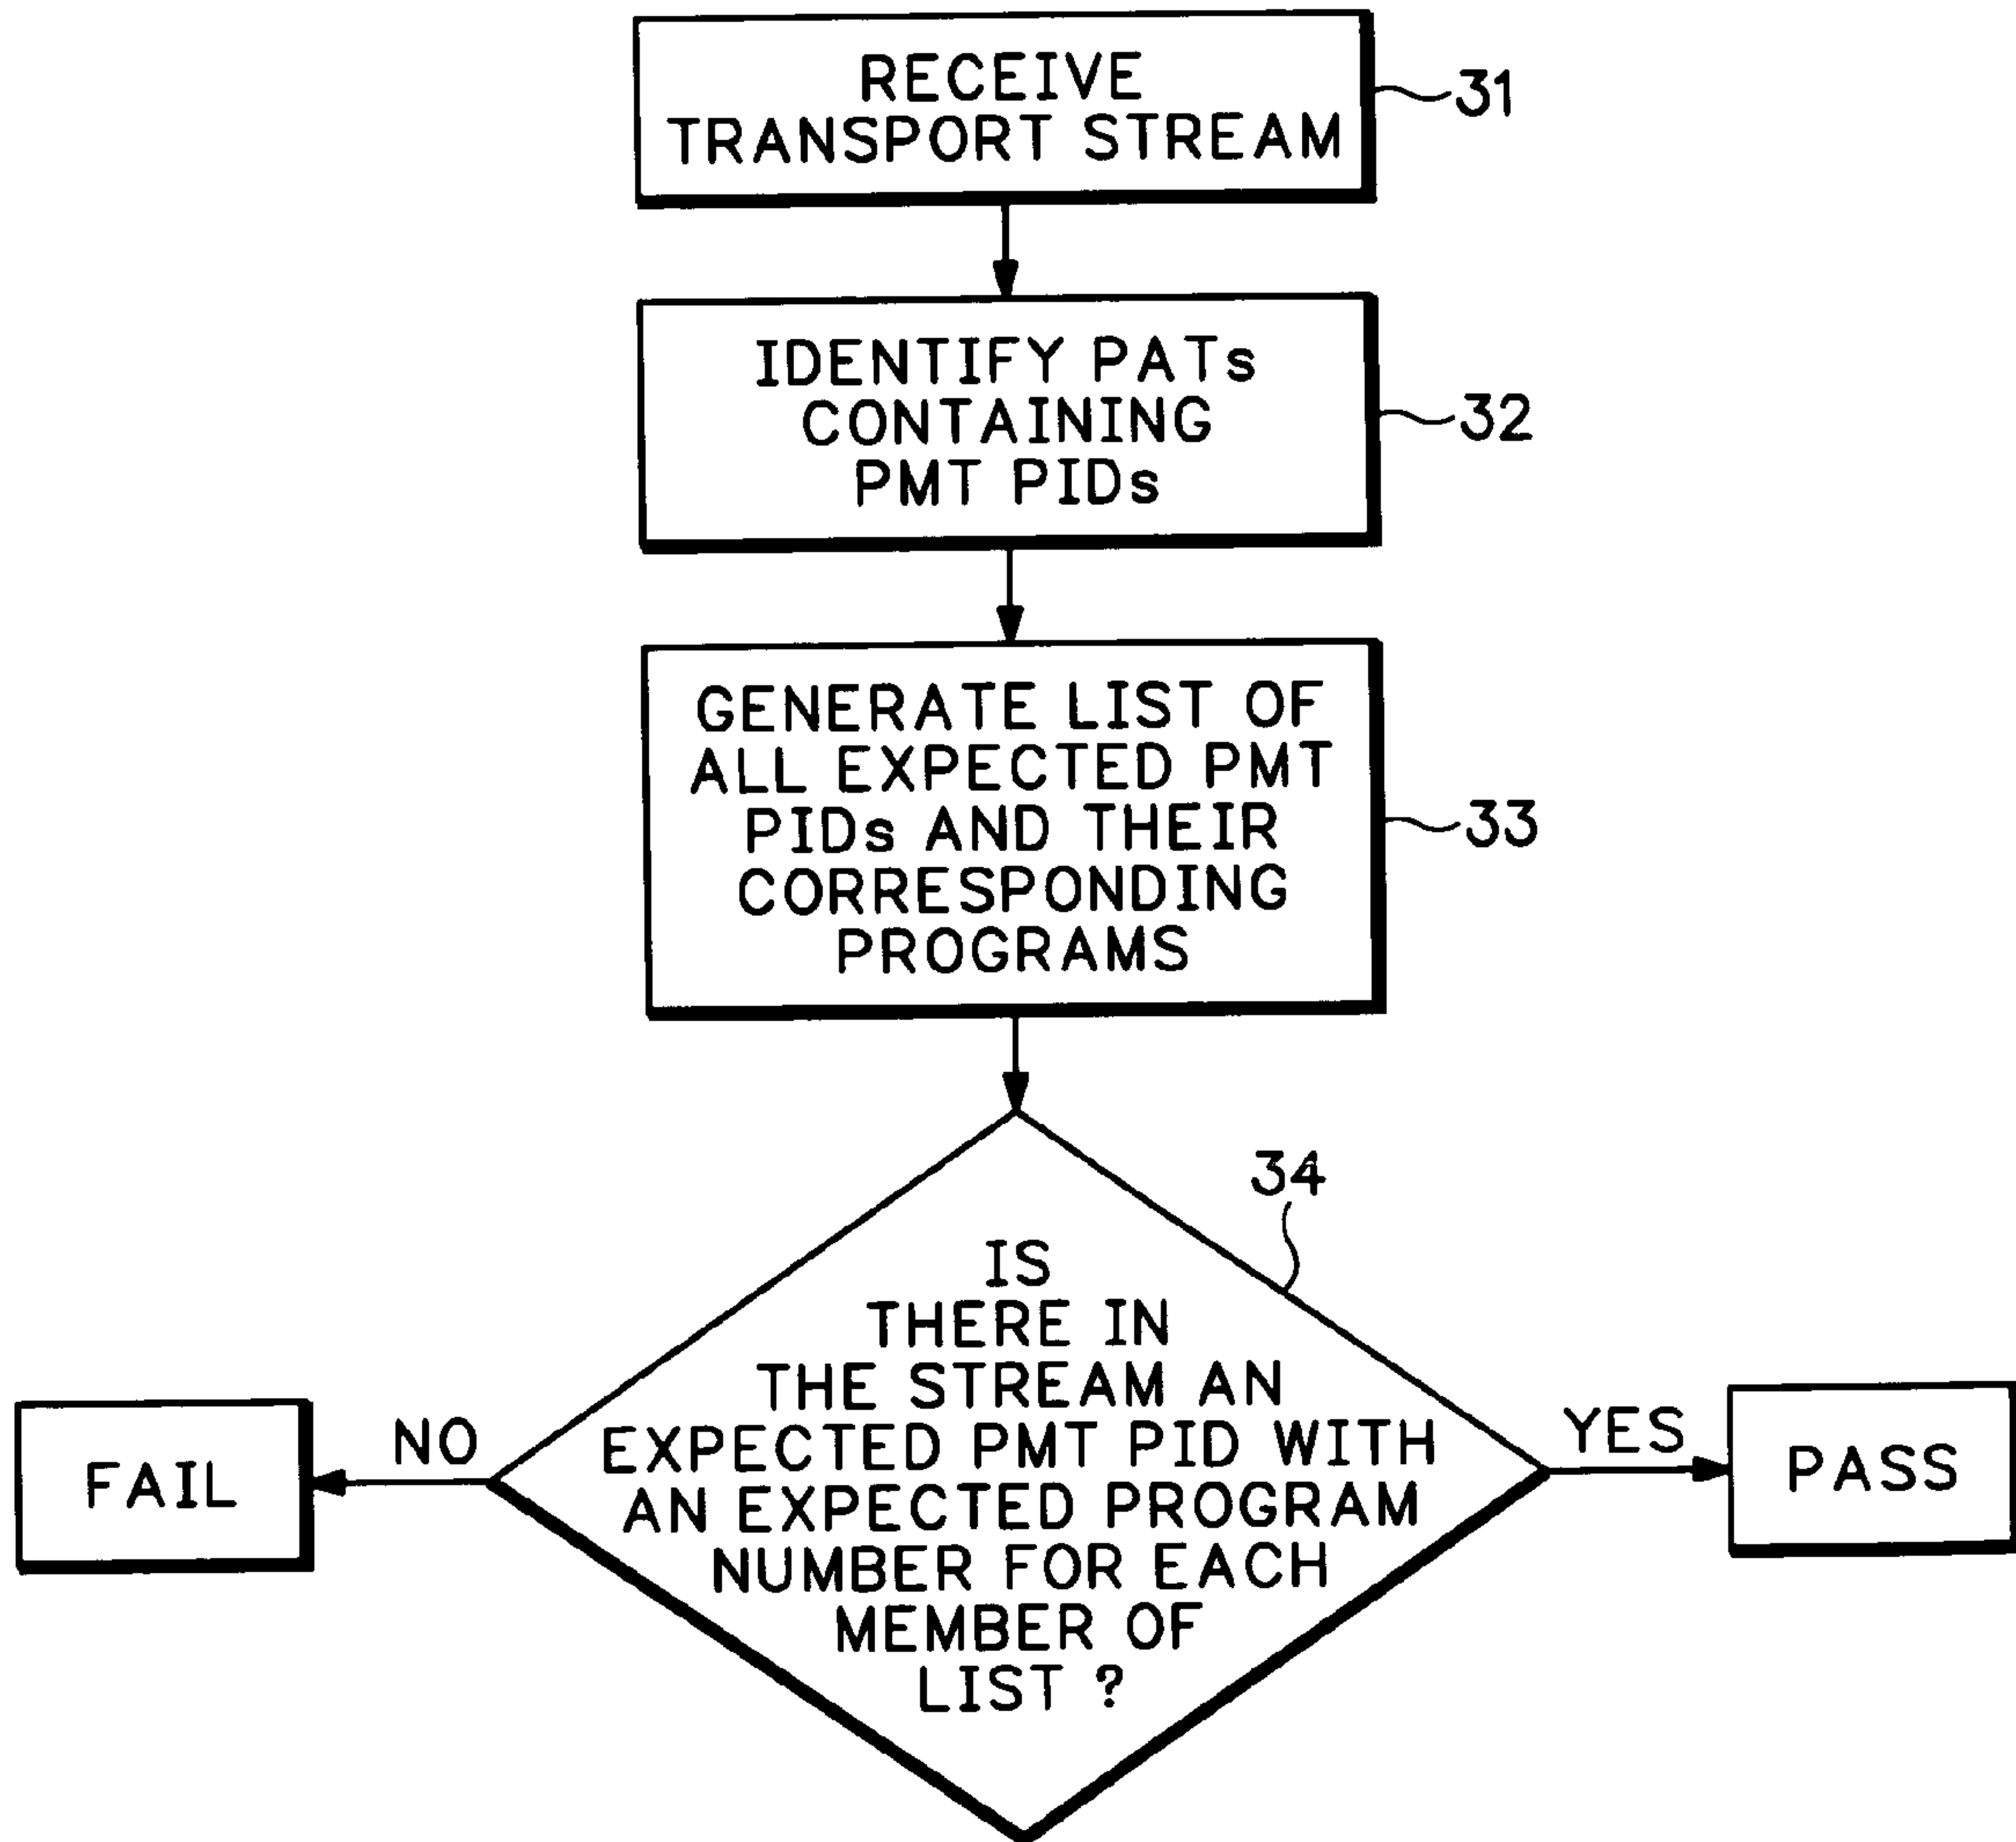 RECEIVE
TRANSPORT STREAM
31
IDENTIFY PATs
CONTAINING
PMT PIDs
32
GENERATE LIST OF
ALL EXPECTED PMT
PIDs AND THEIR
CORRESPONDING
PROGRAMS
33
34
IS
THERE IN
THE STREAM AN
EXPECTED PMT PID WITH
AN EXPECTED PROGRAM
NUMBER FOR EACH
MEMBER OF
LIST ?
NO
FAIL
YES
PASS